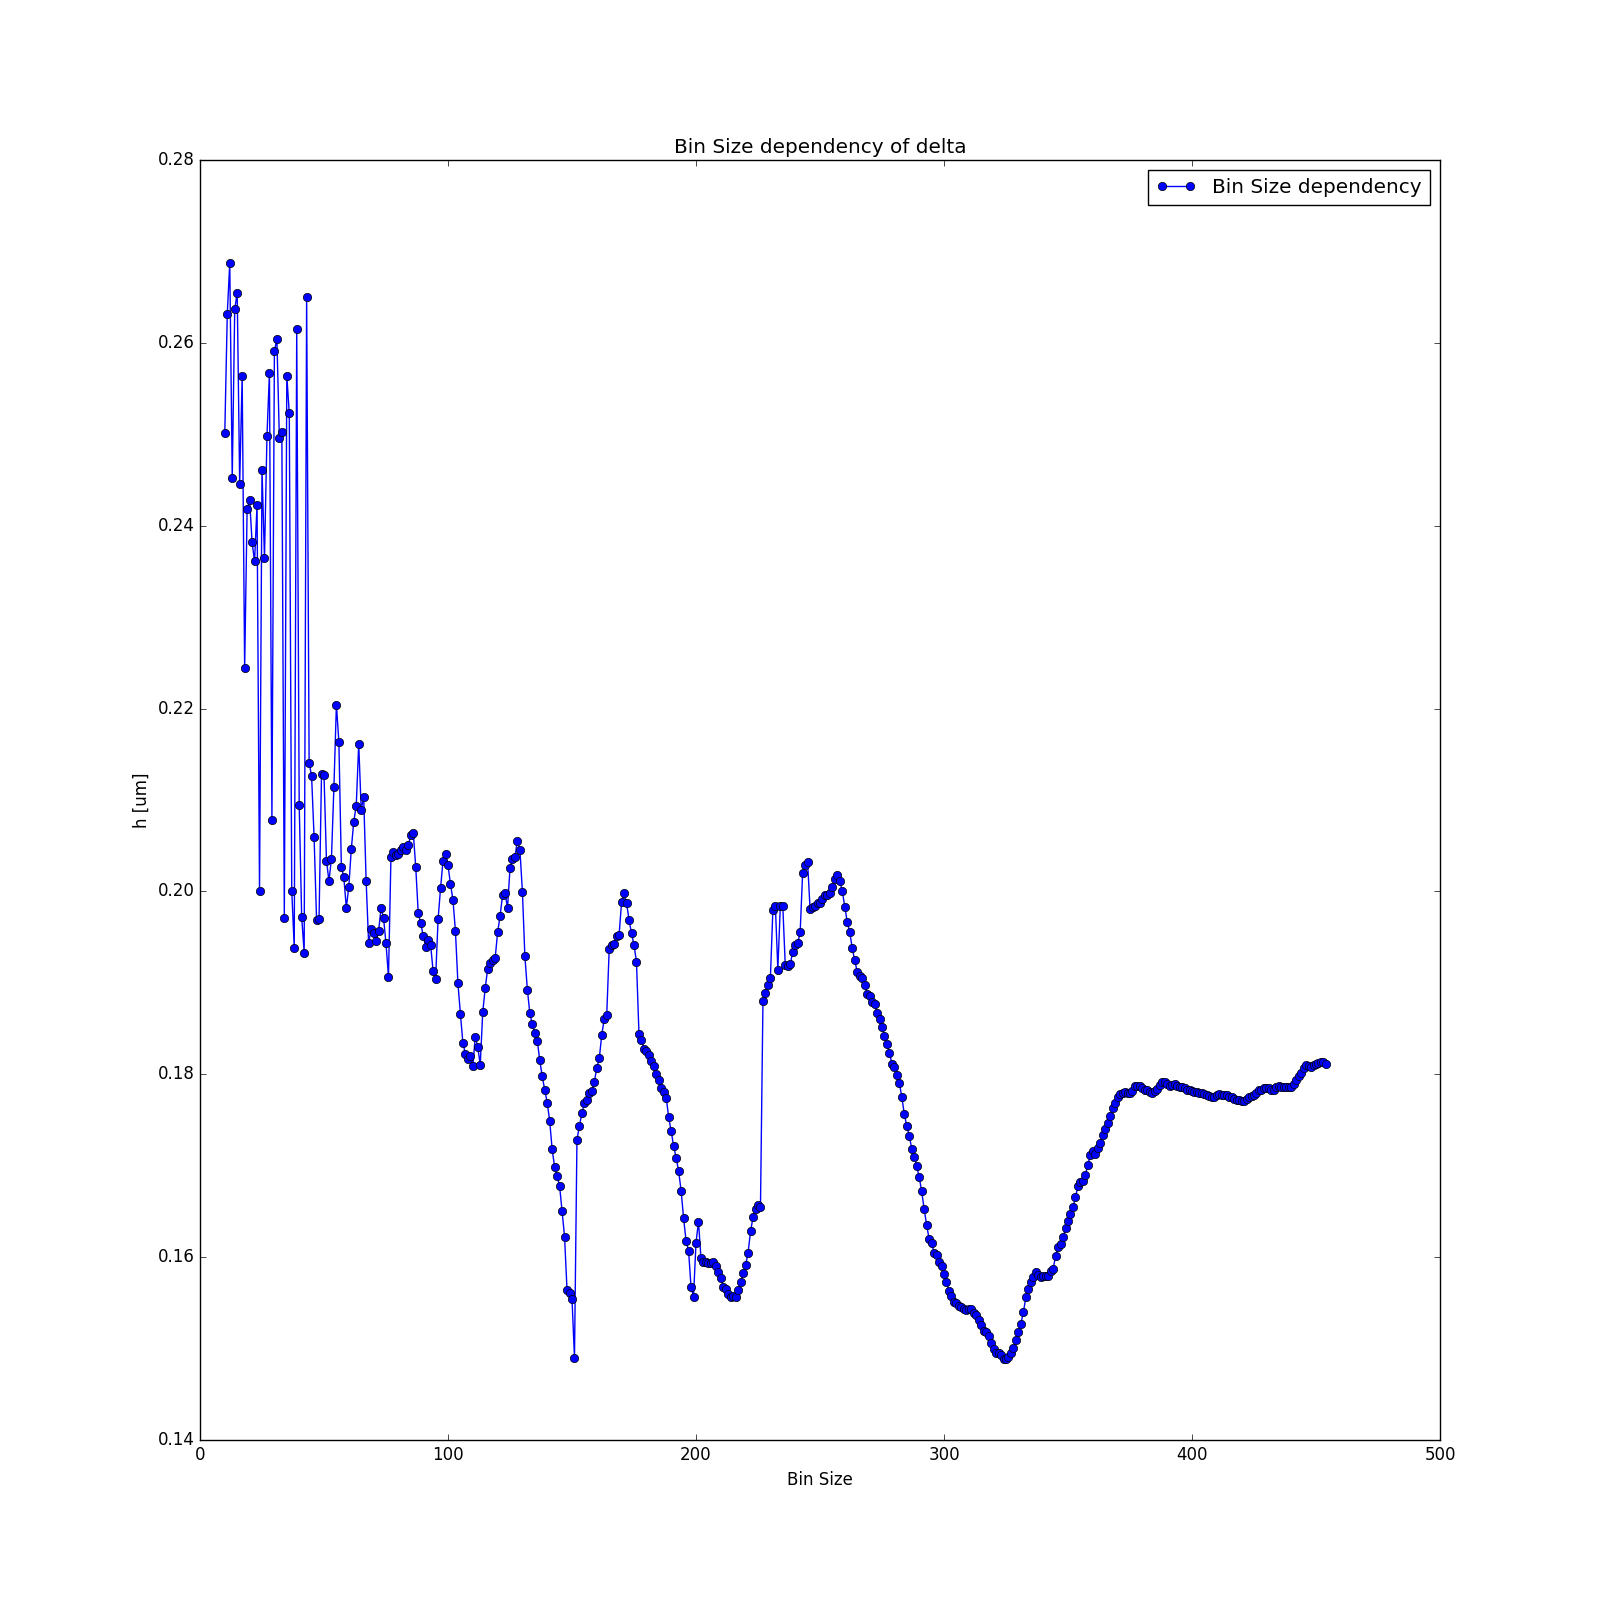 Bin Size dependency of delta
Bin Size dependency
0.28
0.26
0.24
0.22
0.20
0.18
0.16
0.14
h [um]
0 100 200 300 400 500
Bin Size